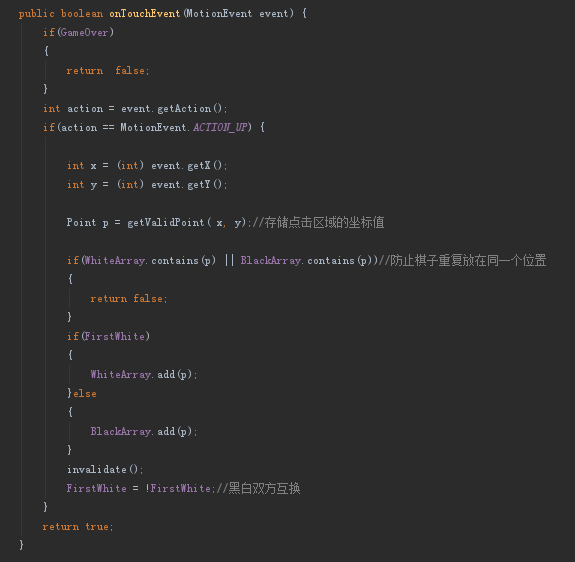 public boolean onTouchEvent(MotionEvent event) {
if(GameOver)
{
return  false;
}
int action = event.getAction();
if(action == MotionEvent.ACTION_UP) {
int x = (int) event.getX();
int y = (int) event.getY();
Point p = getValidPoint( x, y);//存储点击区域的坐标值
if(WhiteArray.contains(p) || BlackArray.contains(p))//防止棋子重复放在同一个位置
{
return false;
}
if(FirstWhite)
{
WhiteArray.add(p);
}else
{
BlackArray.add(p);
}
invalidate();
FirstWhite = !FirstWhite;//黑白双方互换
}
return true;
}